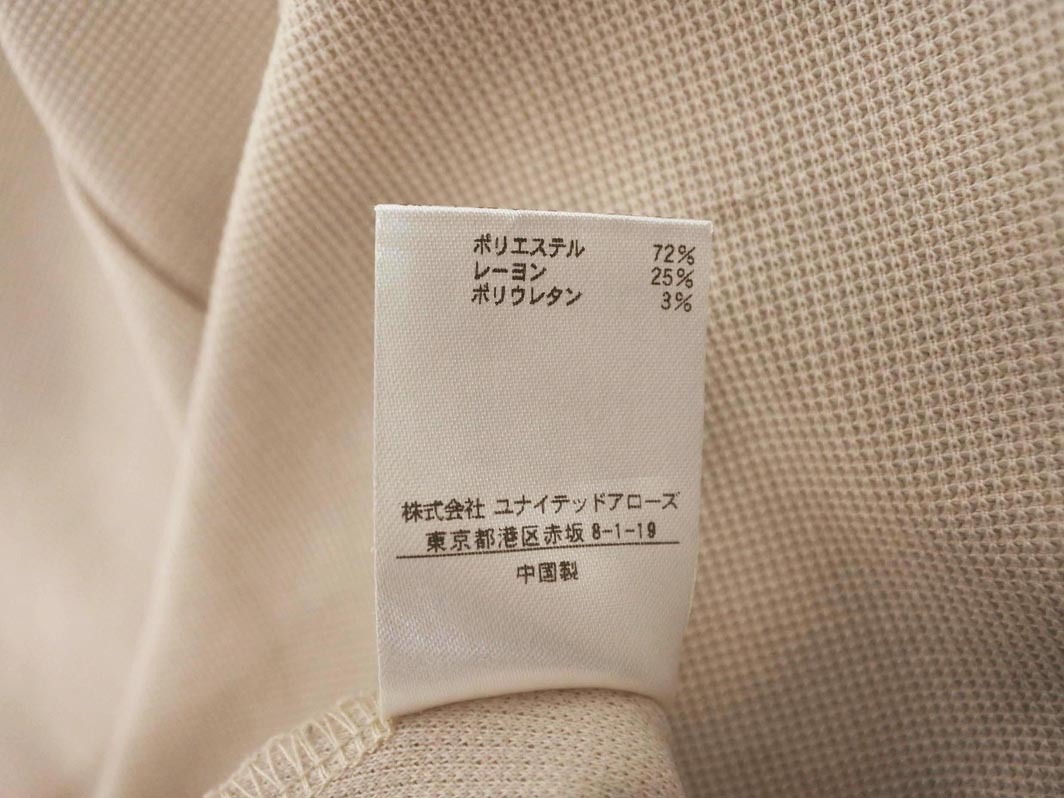 ポリエステル 72%
レーヨン 25%
ポリウレタン 3%
株式会社 ユナイテッドアローズ
東京都港区赤坂 8-1-19
中国製